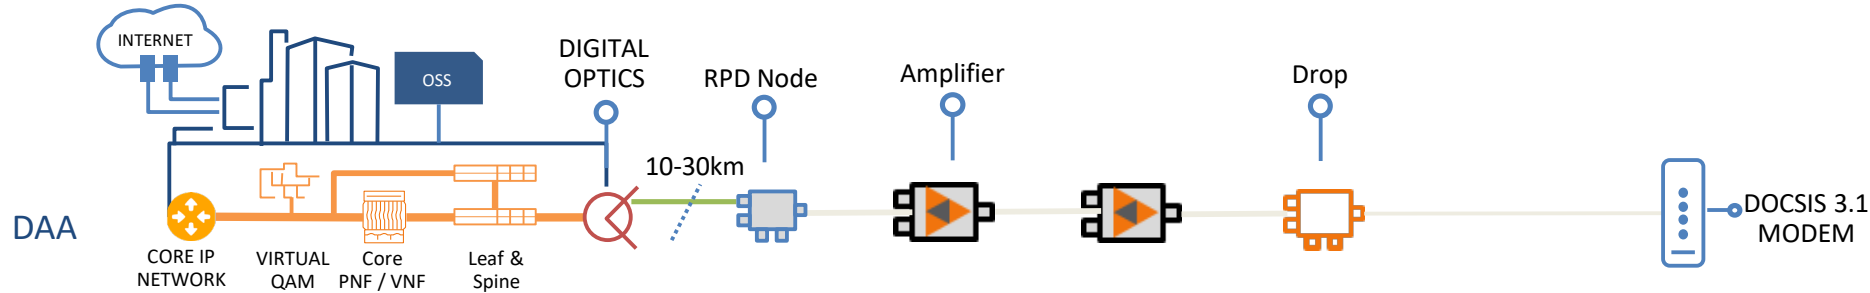 INTERNET
OSS
DIGITAL
OPTICS
RPD Node
Amplifier
Drop
10-30km
DAA
CORE IP
NETWORK
VIRTUAL
QAM
Core
PNF / VNF
Leaf &
Spine
DOCSIS 3.1
MODEM